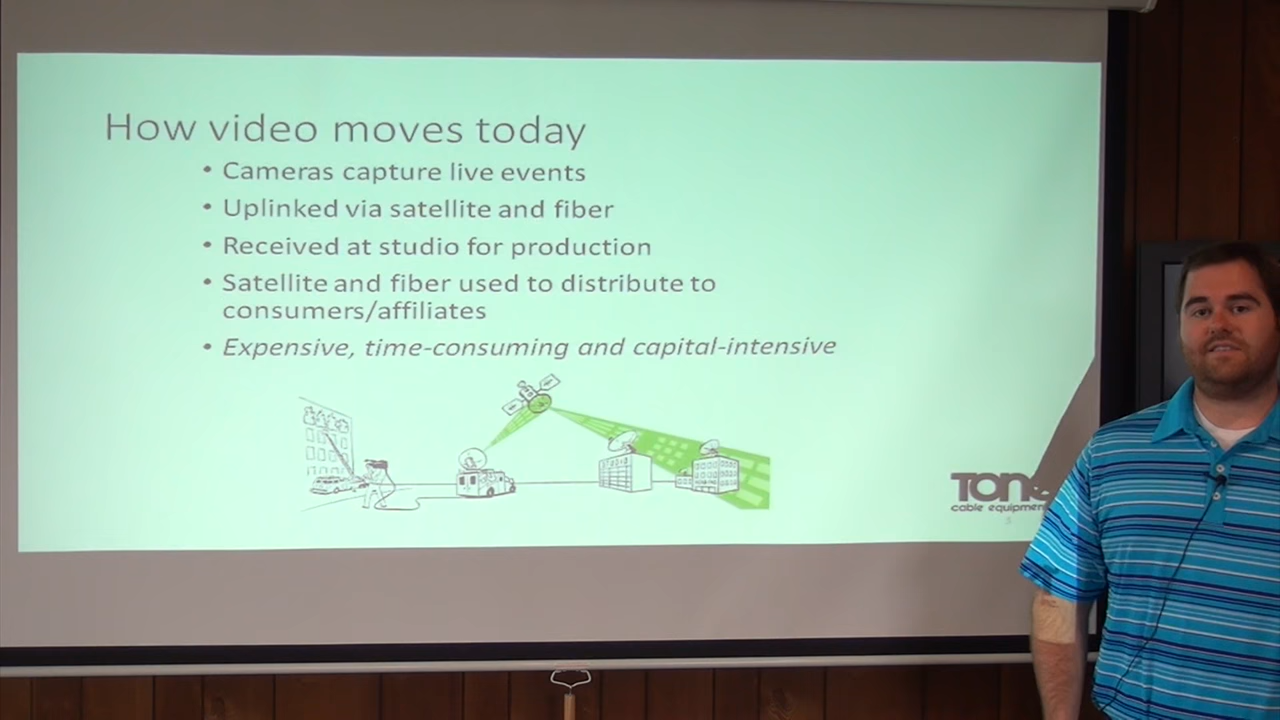 How video moves today
• Cameras capture live events
• Uplinked via satellite and fiber
• Received at studio for production
• Satellite and fiber used to distribute to
consumers/affiliates
• Expensive, time-consuming and capital-intensive
cable
5